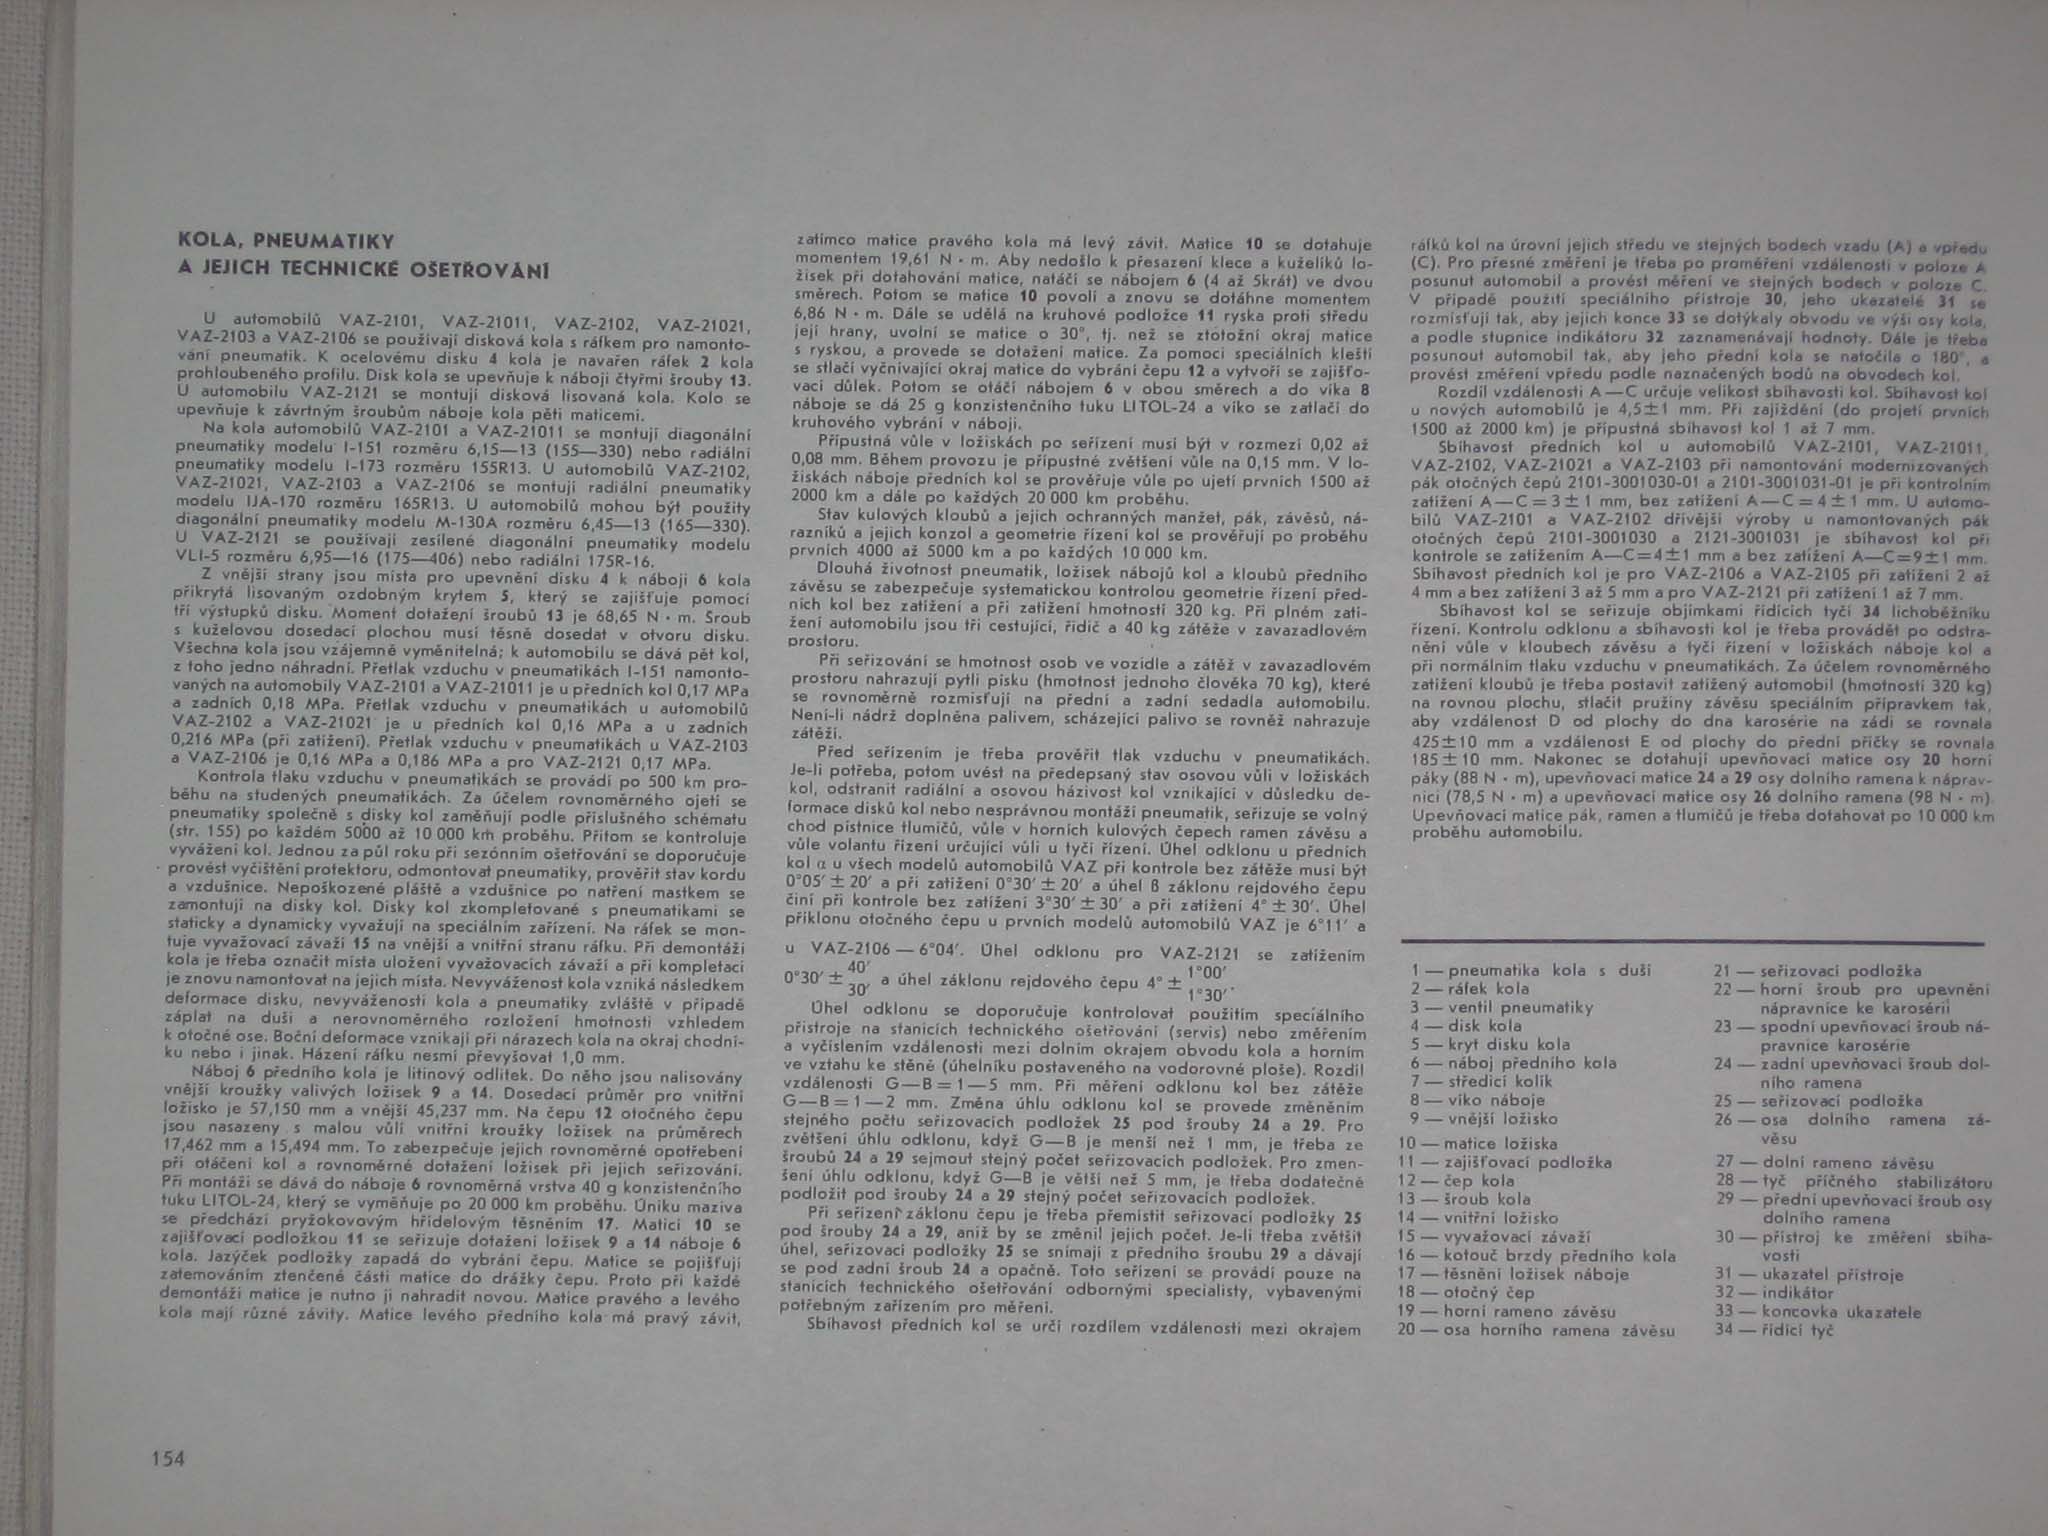 KOLA, PNEUMATIKY
A JEJICH TECHNICKÉ OŠETŘOVÁNÍ
U automobilů VAZ-2101, VAZ-21011, VAZ-2102, VAZ-21021,
VAZ-2103 a VAZ-2106 se používají disková kola s ráfkem pro namonto-
vání pneumatik. K ocelovému disku 4 kola je navařen ráfek 2 kola
prohloubeného profilu. Disk kola se upevňuje k náboji čtyřmi šrouby 13.
U automobilu VAZ-2121 se montují disková lisovaná kola. Kolo se
upevňuje k závrtným šroubům náboje kola pěti maticemi.
Na kola automobilů VAZ-2101 a VAZ-21011 se montují diagonální
pneumatiky modelu I-151 rozměru 6,15—13 (155—330) nebo radiální
pneumatiky modelu I-173 rozměru 155R13. U automobilů VAZ-2102,
VAZ-21021, VAZ-2103 a VAZ-2106 se montují radiální pneumatiky
modelu IJA-170 rozměru 165R13. U automobilů mohou být použity
diagonální pneumatiky modelu M-130A rozměru 6,45—13 (165—330).
U VAZ-2121 se používají zesílené diagonální pneumatiky modelu
VLI-5 rozměru 6,95—16 (175—406) nebo radiální 175R-16.
Z vnější strany jsou místa pro upevnění disku 4 k náboji 6 kola
přikrytá lisovaným ozdobným krytem 5, který se zajišťuje pomocí
tří výstupků disku. Moment dotažení šroubů 13 je 68,65 N · m. Šroub
s kuželovou dosedací plochou musí těsně dosedat v otvoru disku.
Všechna kola jsou vzájemně vyměnitelná; k automobilu se dává pět kol,
z toho jedno náhradní. Přetlak vzduchu v pneumatikách I-151 namonto-
vaných na automobily VAZ-2101 a VAZ-21011 je u předních kol 0,17 MPa
a zadních 0,18 MPa. Přetlak vzduchu v pneumatikách u automobilů
VAZ-2102 a VAZ-21021 je u předních kol 0,16 MPa a u zadních
0,216 MPa (při zatížení). Přetlak vzduchu v pneumatikách u VAZ-2103
a VAZ-2106 je 0,16 MPa a 0,186 MPa a pro VAZ-2121 0,17 MPa.
Kontrola tlaku vzduchu v pneumatikách se provádí po 500 km pro-
běhu na studených pneumatikách. Za účelem rovnoměrného ojetí se
pneumatiky společně s disky kol zaměňují podle příslušného schématu
(str. 155) po každém 5000 až 10 000 km proběhu. Přitom se kontroluje
vyvážení kol. Jednou za půl roku při sezónním ošetřování se doporučuje
provést vyčištění protektoru, odmontovat pneumatiky, prověřit stav kordu
a vzdušnice. Nepoškozené pláště a vzdušnice po natření mastkem se
zamontují na disky kol. Disky kol zkompletované s pneumatikami se
staticky a dynamicky vyvažují na speciálním zařízení. Na ráfek se mon-
tuje vyvažovací závaží 15 na vnější a vnitřní stranu ráfku. Při demontáži
kola je třeba označit místa uložení vyvažovacích závaží a při kompletaci
je znovu namontovat na jejich místa. Nevyváženost kola vzniká následkem
deformace disku, nevyváženosti kola a pneumatiky zvláště v případě
záplat na duši a nerovnoměrného rozložení hmotnosti vzhledem
k otočné ose. Boční deformace vznikají při nárazech kola na okraj chodní-
ku nebo i jinak. Házení ráfku nesmí převyšovat 1,0 mm.
Náboj 6 předního kola je litinový odlitek. Do něho jsou nalisovány
vnější kroužky valivých ložisek 9 a 14. Dosedací průměr pro vnitřní
ložisko je 57,150 mm a vnější 45,237 mm. Na čepu 12 otočného čepu
jsou nasazeny s malou vůlí vnitřní kroužky ložisek na průměrech
17,462 mm a 15,494 mm. To zabezpečuje jejich rovnoměrné opotřebení
při otáčení kol a rovnoměrné dotažení ložisek při jejich seřizování.
Při montáži se dává do náboje 6 rovnoměrná vrstva 40 g konzistenčního
tuku LITOL-24, který se vyměňuje po 20 000 km proběhu. Úniku maziva
se předchází pryžokovovým hřídelovým těsněním 17. Maticí 10 se
zajišťovací podložkou 11 se seřizuje dotažení ložisek 9 a 14 náboje 6
kola. Jazýček podložky zapadá do vybrání čepu. Matice se pojišťují
zatemováním ztenčené části matice do drážky čepu. Proto při každé
demontáži matice je nutno ji nahradit novou. Matice pravého a levého
kola mají různé závity. Matice levého předního kola má pravý závit,
zatímco matice pravého kola má levý závit. Matice 10 se dotahuje
momentem 19,61 N · m. Aby nedošlo k přesazení klece a kuželíků lo-
žisek při dotahování matice, natáčí se nábojem 6 (4 až 5krát) ve dvou
směrech. Potom se matice 10 povolí a znovu se dotáhne momentem
6,86 N · m. Dále se udělá na kruhové podložce 11 ryska proti středu
její hrany, uvolní se matice o 30°, tj. než se ztotožní okraj matice
s ryskou, a provede se dotažení matice. Za pomoci speciálních kleští
se stlačí vyčnívající okraj matice do vybrání čepu 12 a vytvoří se zajišťo-
vací důlek. Potom se otáčí nábojem 6 v obou směrech a do víka 8
náboje se dá 25 g konzistenčního tuku LITOL-24 a víko se zatlačí do
kruhového vybrání v náboji.
Přípustná vůle v ložiskách po seřízení musí být v rozmezí 0,02 až
0,08 mm. Během provozu je přípustné zvětšení vůle na 0,15 mm. V lo-
žiskách náboje předních kol se prověřuje vůle po ujetí prvních 1500 až
2000 km a dále po každých 20 000 km proběhu.
Stav kulových kloubů a jejich ochranných manžet, pák, závěsů, ná-
razníků a jejich konzol a geometrie řízení kol se prověřují po proběhu
prvních 4000 až 5000 km a po každých 10 000 km.
Dlouhá životnost pneumatik, ložisek nábojů kol a kloubů předního
závěsu se zabezpečuje systematickou kontrolou geometrie řízení před-
ních kol bez zatížení a při zatížení hmotností 320 kg. Při plném zatí-
žení automobilu jsou tři cestující, řidič a 40 kg zátěže v zavazadlovém
prostoru.
Při seřizování se hmotnost osob ve vozidle a zátěž v zavazadlovém
prostoru nahrazují pytli písku (hmotnost jednoho člověka 70 kg), které
se rovnoměrně rozmisťují na přední a zadní sedadla automobilu.
Není-li nádrž doplněna palivem, scházející palivo se rovněž nahrazuje
zátěží.
Před seřízením je třeba prověřit tlak vzduchu v pneumatikách.
Je-li potřeba, potom uvést na předepsaný stav osovou vůli v ložiskách
kol, odstranit radiální a osovou házivost kol vznikající v důsledku de-
formace disků kol nebo nesprávnou montáží pneumatik, seřizuje se volný
chod pístnice tlumičů, vůle v horních kulových čepech ramen závěsu a
vůle volantu řízení určující vůli u tyčí řízení. Úhel odklonu u předních
kol α u všech modelů automobilů VAZ při kontrole bez zátěže musí být
0°05′ ± 20′ a při zatížení 0°30′ ± 20′ a úhel β záklonu rejdového čepu
činí při kontrole bez zatížení 3°30′ ± 30′ a při zatížení 4° ± 30′. Úhel
příklonu otočného čepu u prvních modelů automobilů VAZ je 6°11′ a
u VAZ-2106 — 6°04′. Úhel odklonu pro VAZ-2121 se zatížením
0°30′ ± 40′ 30′ a úhel záklonu rejdového čepu 4° ± 1°00′ 1°30′.
Úhel odklonu se doporučuje kontrolovat použitím speciálního
přístroje na stanicích technického ošetřování (servis) nebo změřením
a vyčíslením vzdálenosti mezi dolním okrajem obvodu kola a horním
ve vztahu ke stěně (úhelníku postaveného na vodorovné ploše). Rozdíl
vzdáleností G—B = 1—5 mm. Při měření odklonu kol bez zátěže
G—B = 1—2 mm. Změna úhlu odklonu kol se provede změněním
stejného počtu seřizovacích podložek 25 pod šrouby 24 a 29. Pro
zvětšení úhlu odklonu, když G—B je menší než 1 mm, je třeba ze
šroubů 24 a 29 sejmout stejný počet seřizovacích podložek. Pro zmen-
šení úhlu odklonu, když G—B je větší než 5 mm, je třeba dodatečně
podložit pod šrouby 24 a 29 stejný počet seřizovacích podložek.
Při seřízení záklonu čepu je třeba přemístit seřizovací podložky 25
pod šrouby 24 a 29, aniž by se změnil jejich počet. Je-li třeba zvětšit
úhel, seřizovací podložky 25 se snímají z předního šroubu 29 a dávají
se pod zadní šroub 24 a opačně. Toto seřízení se provádí pouze na
stanicích technického ošetřování odbornými specialisty, vybavenými
potřebným zařízením pro měření.
Sbíhavost předních kol se určí rozdílem vzdáleností mezi okrajem
ráfků kol na úrovni jejich středu ve stejných bodech vzadu (A) a vpředu
(C). Pro přesné změření je třeba po proměření vzdálenosti v poloze A
posunut automobil a provést měření ve stejných bodech v poloze C.
V případě použití speciálního přístroje 30, jeho ukazatelé 31 se
rozmisťují tak, aby jejich konce 33 se dotýkaly obvodu ve výši osy kola,
a podle stupnice indikátoru 32 zaznamenávají hodnoty. Dále je třeba
posunout automobil tak, aby jeho přední kola se natočila o 180°, a
provést změření vpředu podle naznačených bodů na obvodech kol.
Rozdíl vzdáleností A — C určuje velikost sbíhavosti kol. Sbíhavost kol
u nových automobilů je 4,5±1 mm. Při zajíždění (do projetí prvních
1500 až 2000 km) je přípustná sbíhavost kol 1 až 7 mm.
Sbíhavost předních kol u automobilů VAZ-2101, VAZ-21011,
VAZ-2102, VAZ-21021 a VAZ-2103 při namontování modernizovaných
pák otočných čepů 2101-3001030-01 a 2101-3001031-01 je při kontrolním
zatížení A — C = 3 ± 1 mm, bez zatížení A — C = 4 ± 1 mm. U automo-
bilů VAZ-2101 a VAZ-2102 dřívější výroby u namontovaných pák
otočných čepů 2101-3001030 a 2121-3001031 je sbíhavost kol při
kontrole se zatížením A—C=4±1 mm a bez zatížení A—C=9±1 mm.
Sbíhavost předních kol je pro VAZ-2106 a VAZ-2105 při zatížení 2 až
4 mm a bez zatížení 3 až 5 mm a pro VAZ-2121 při zatížení 1 až 7 mm.
Sbíhavost kol se seřizuje objímkami řídících tyčí 34 lichoběžníku
řízení. Kontrolu odklonu a sbíhavosti kol je třeba provádět po odstra-
nění vůle v kloubech závěsu a tyčí řízení v ložiskách náboje kol a
při normálním tlaku vzduchu v pneumatikách. Za účelem rovnoměrného
zatížení kloubů je třeba postavit zatížený automobil (hmotností 320 kg)
na rovnou plochu, stlačit pružiny závěsu speciálním přípravkem tak,
aby vzdálenost D od plochy do dna karosérie na zádi se rovnala
425±10 mm a vzdálenost E od plochy do přední příčky se rovnala
185 ± 10 mm. Nakonec se dotahují upevňovací matice osy 20 horní
páky (88 N · m), upevňovací matice 24 a 29 osy dolního ramena k náprav-
nici (78,5 N · m) a upevňovací matice osy 26 dolního ramena (98 N · m).
Upevňovací matice pák, ramen a tlumičů je třeba dotahovat po 10 000 km
proběhu automobilu.
1 — pneumatika kola s duší
2 — ráfek kola
3 — ventil pneumatiky
4 — disk kola
5 — kryt disku kola
6 — náboj předního kola
7 — středicí kolík
8 — víko náboje
9 — vnější ložisko
10 — matice ložiska
11 — zajišťovací podložka
12 — čep kola
13 — šroub kola
14 — vnitřní ložisko
15 — vyvažovací závaží
16 — kotouč brzdy předního kola
17 — těsnění ložisek náboje
18 — otočný čep
19 — horní rameno závěsu
20 — osa horního ramena závěsu
21 — seřizovací podložka
22 — horní šroub pro upevnění
nápravnice ke karosérii
23 — spodní upevňovací šroub ná-
pravnice karosérie
24 — zadní upevňovací šroub dol-
ního ramena
25 — seřizovací podložka
26 — osa dolního ramena zá-
věsu
27 — dolní rameno závěsu
28 — tyč příčného stabilizátoru
29 — přední upevňovací šroub osy
dolního ramena
30 — přístroj ke změření sbíha-
vosti
31 — ukazatel přístroje
32 — indikátor
33 — koncovka ukazatele
34 — řídicí tyč
154